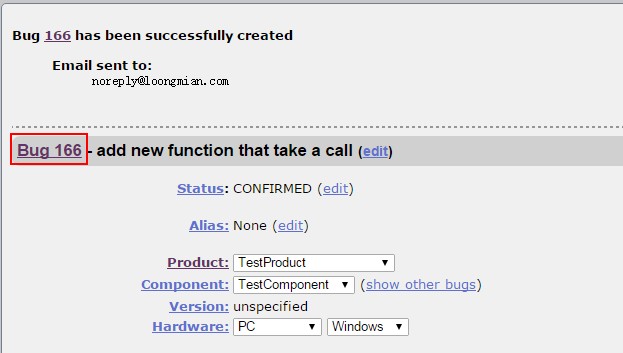 Bug 166 has been successfully created
Email sent to:
noreply@loongmian.com
Bug 166 - add new function that take a call (edit)
Status: CONFIRMED (edit)
Alias: None (edit)
Product: TestProduct
Component: TestComponent (show other bugs)
Version: unspecified
Hardware: PC Windows